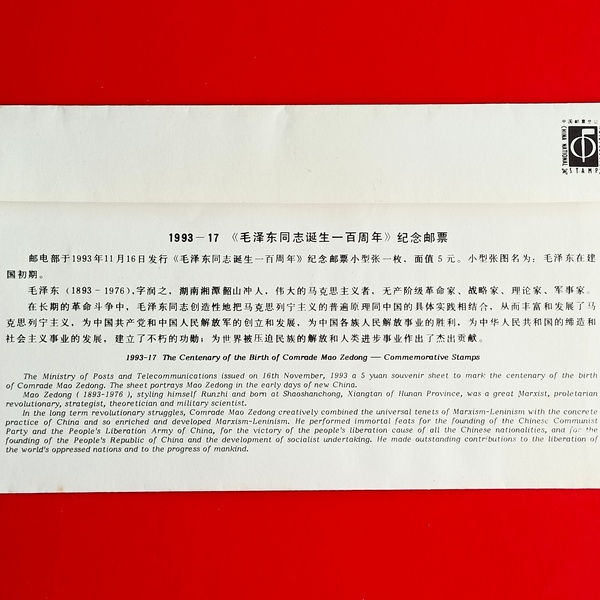 中国邮票总公
CHINA NATIONAL
STAMP
1993—17 《毛泽东同志诞生一百周年》纪念邮票
邮电部于1993年11月16日发行《毛泽东同志诞生一百周年》纪念邮票小型张一枚，面值5元。小型张图名为：毛泽东在建
国初期。
毛泽东（1893－1976），字润之，湖南湘潭韶山冲人，伟大的马克思主义者，无产阶级革命家、战略家、理论家、军事家。
在长期的革命斗争中，毛泽东同志创造性地把马克思列宁主义的普遍原理同中国的具体实践相结合，从而丰富和发展了马
克思列宁主义，为中国共产党和中国人民解放军的创立和发展，为中国各族人民解放事业的胜利，为中华人民共和国的缔造和
社会主义事业的发展，建立了不朽的功勋；为世界被压迫民族的解放和人类进步事业作出了杰出贡献。
1993-17 The Centenary of the Birth of Comrade Mao Zedong — Commemorative Stamps
The Ministry of Posts and Telecommunications issued on 16th November, 1993 a 5 yuan souvenir sheet to mark the centenary of the birth
of Comrade Mao Zedong. The sheet portrays Mao Zedong in the early days of new China.
Mao Zedong (1893-1976), styling himself Runzhi and born at Shaoshanchong, Xiangtan of Hunan Province, was a great Marxist, proletarian
revolutionary, strategist, theoretician and military scientist.
In the long term revolutionary struggles, Comrade Mao Zedong creatively combined the universal tenets of Marxism-Leninism with the concrete
practice of China and so enriched and developed Marxism-Leninism. He performed immortal feats for the founding of the Chinese Communist
Party and the People's Liberation Army of China, for the victory of the people's liberation cause of all the Chinese nationalities, and for the
founding of the People's Republic of China and the development of socialist undertaking. He made outstanding contributions to the liberation of
the world's oppressed nations and to the progress of mankind.